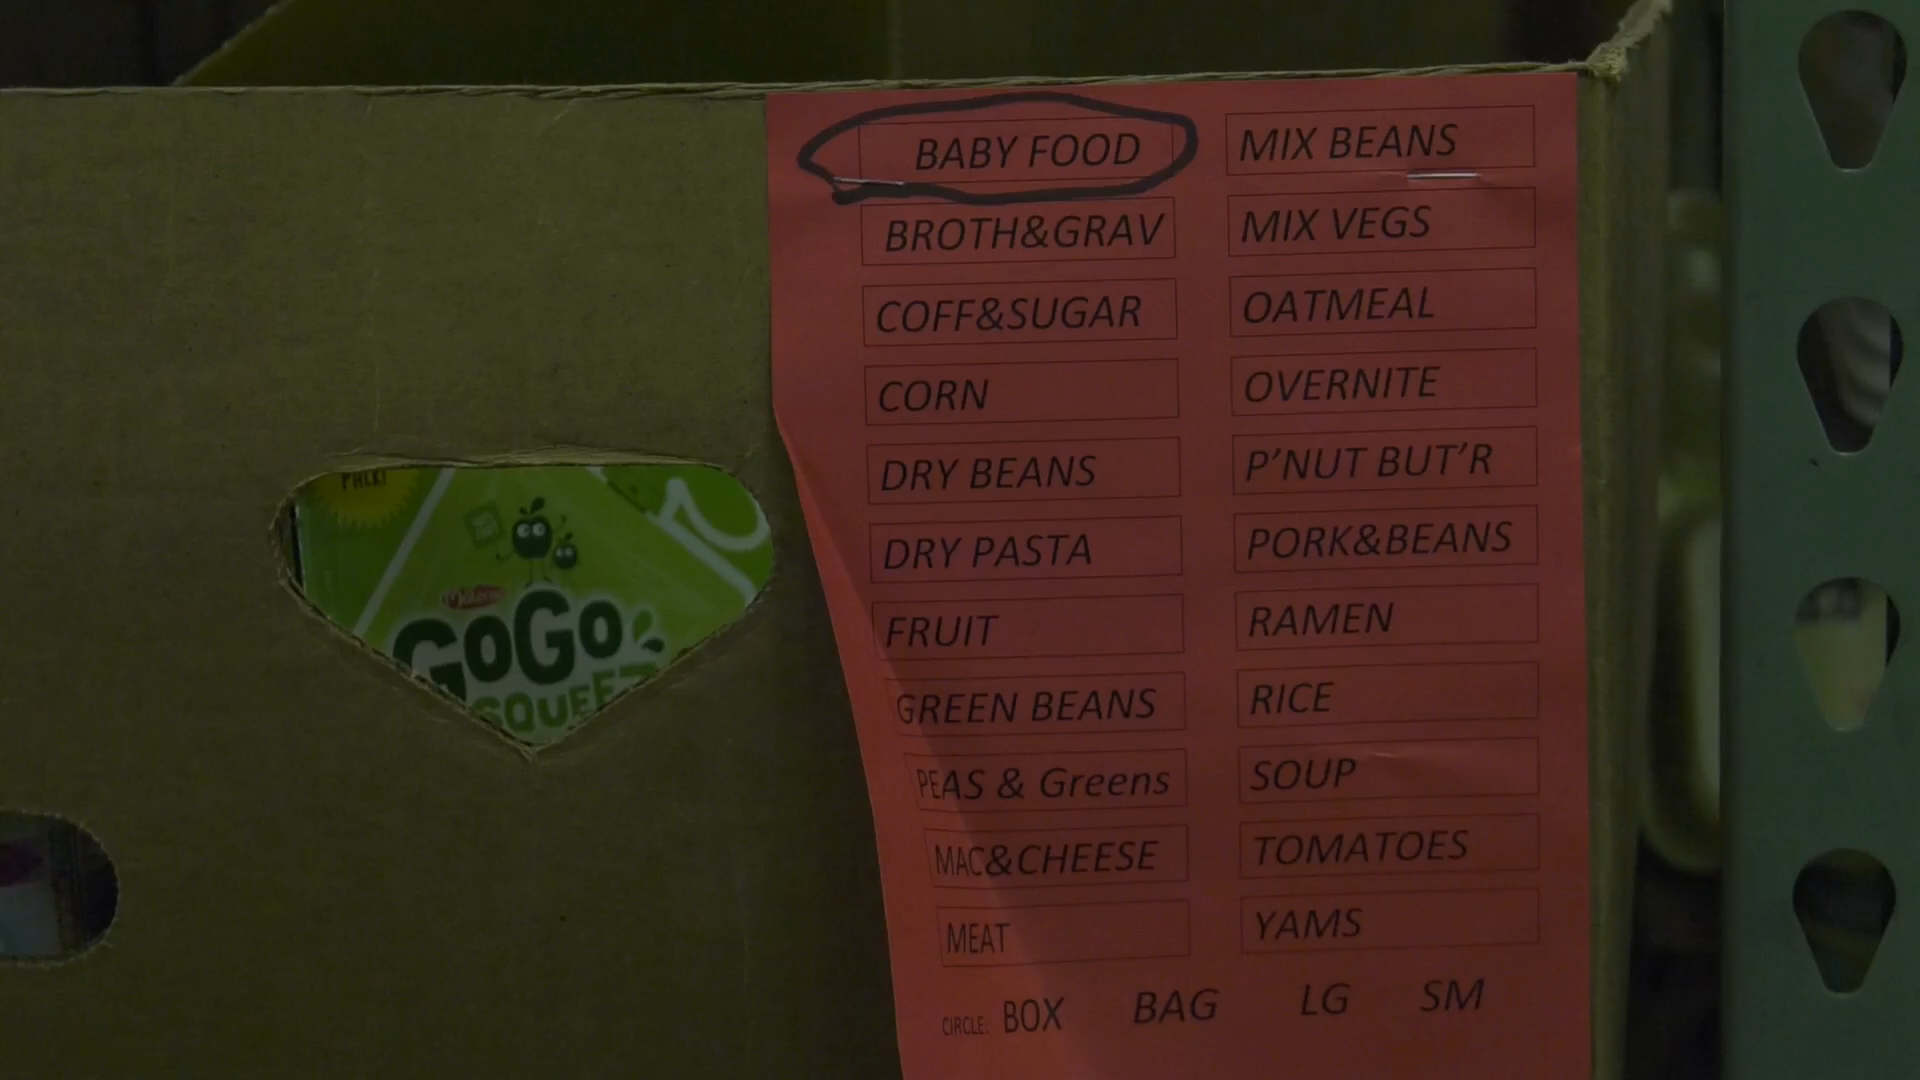 BABY FOOD
BROTH&GRAV
COFF&SUGAR
CORN
DRY BEANS
DRY PASTA
FRUIT
GREEN BEANS
PEAS & Greens
MAC&CHEESE
MEAT
MIX BEANS
MIX VEGS
OATMEAL
OVERNITE
P'NUT BUT'R
PORK&BEANS
RAMEN
RICE
SOUP
TOMATOES
YAMS
CIRCLE: BOX BAG LG SM
GOGO
SQUEEZ